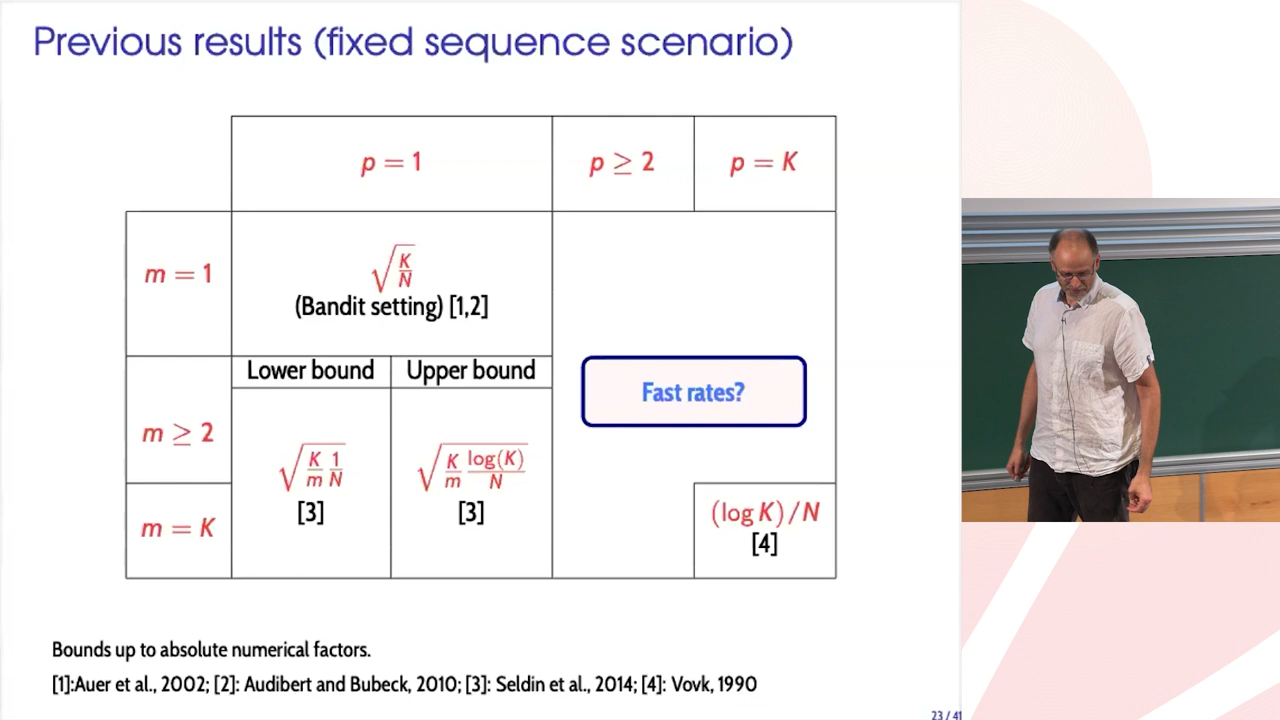 Previous results (fixed sequence scenario)
p = 1
p ≥ 2
p = K
m = 1
√(K/N)
(Bandit setting) [1,2]
Lower bound
Upper bound
Fast rates?
m ≥ 2
√(K/m 1/N)
[3]
√(K/m log(K)/N)
[3]
m = K
(log K)/N
[4]
Bounds up to absolute numerical factors.
[1]:Auer et al., 2002; [2]: Audibert and Bubeck, 2010; [3]: Seldin et al., 2014; [4]: Vovk, 1990
23 / 41